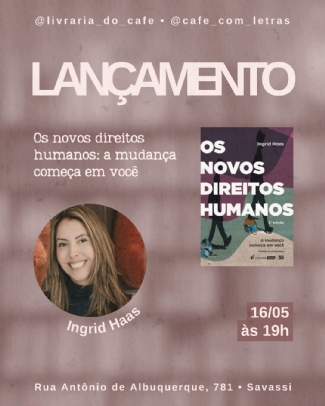 @livraria_do_cafe • @cafe_com_letras
LANÇAMENTO
Os novos direitos
humanos: a mudança
começa em você
Ingrid Haas
OS
NOVOS
DIREITOS
HUMANOS
A mudança
começa em você
Ingrid Haas
16/05
às 19h
Rua Antônio de Albuquerque, 781 • Savassi